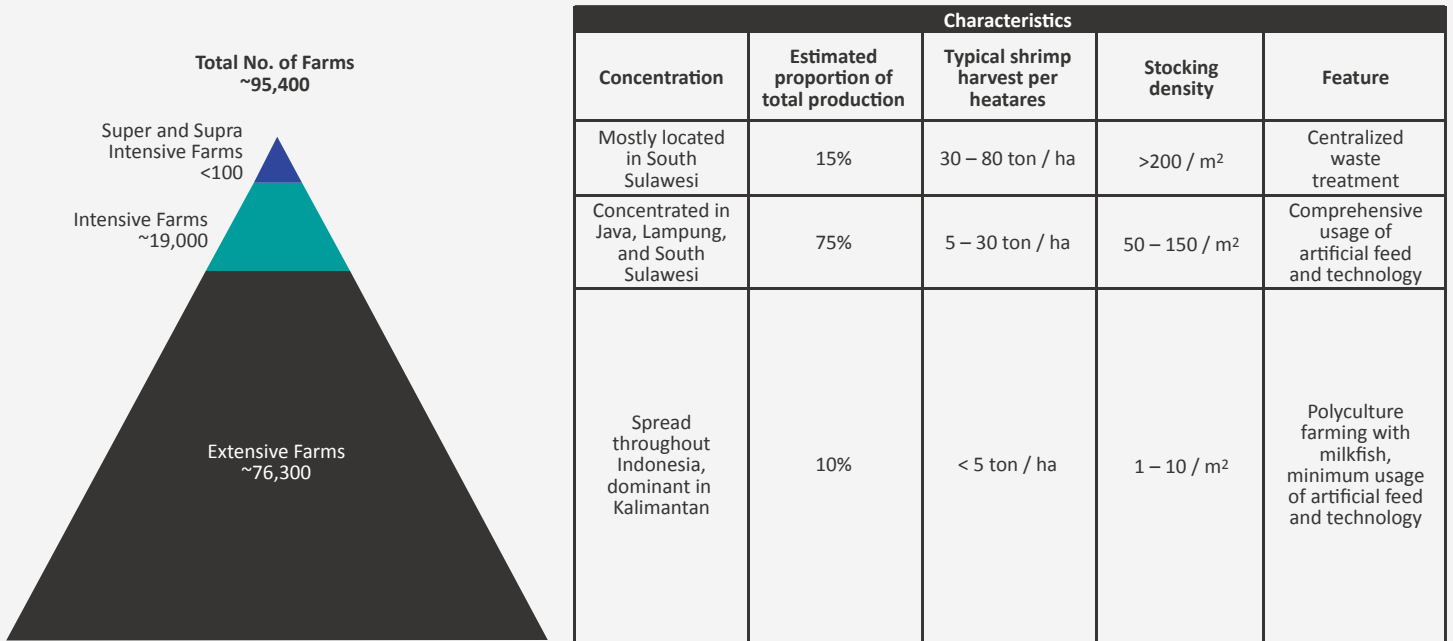 Total No. of Farms
~95,400
Super and Supra
Intensive Farms
<100
Intensive Farms
~19,000
Extensive Farms
~76,300
Characteristics
Concentration
Estimated
proportion of
total production
Typical shrimp
harvest per
heatares
Stocking
density
Feature
Mostly located
in South
Sulawesi
15%
30 – 80 ton / ha
>200 / m²
Centralized
waste
treatment
Concentrated in
Java, Lampung,
and South
Sulawesi
75%
5 – 30 ton / ha
50 – 150 / m²
Comprehensive
usage of
artificial feed
and technology
Spread
throughout
Indonesia,
dominant in
Kalimantan
10%
< 5 ton / ha
1 – 10 / m²
Polyculture
farming with
milkfish,
minimum usage
of artificial feed
and technology